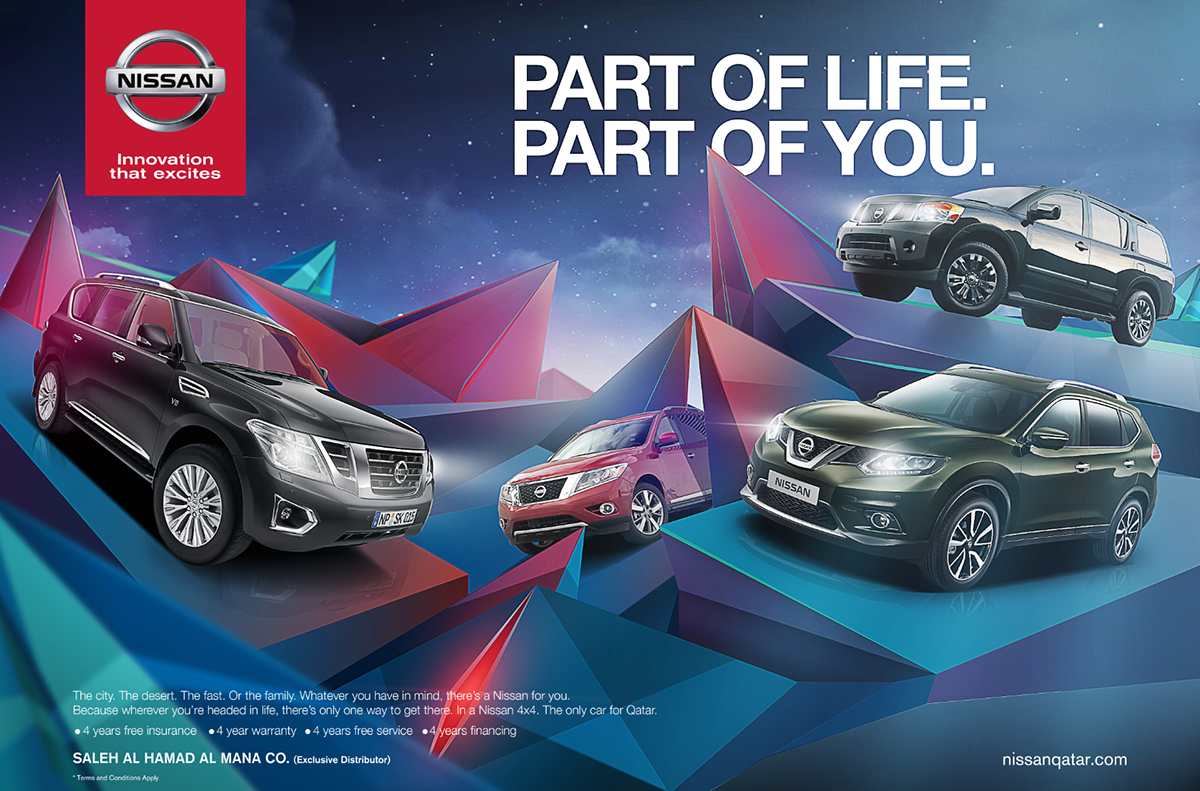 NISSAN
Innovation
that excites
PART OF LIFE.
PART OF YOU.
V8
NP SK 025
NISSAN
The city. The desert. The fast. Or the family. Whatever you have in mind, there's a Nissan for you.
Because wherever you're headed in life, there's only one way to get there. In a Nissan 4x4. The only car for Qatar.
• 4 years free insurance • 4 year warranty • 4 years free service • 4 years financing
SALEH AL HAMAD AL MANA CO. (Exclusive Distributor)
* Terms and Conditions Apply
nissanqatar.com